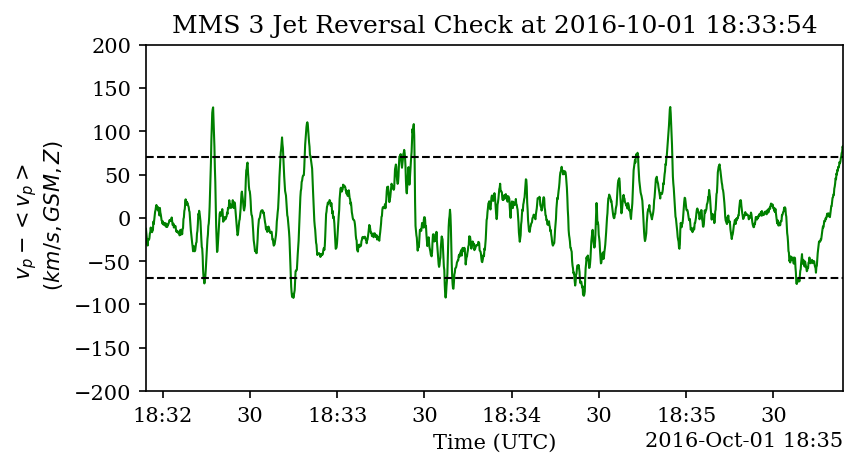 MMS 3 Jet Reversal Check at 2016-10-01 18:33:54
200
150
100
50
0
−50
−100
−150
−200
v_p − < v_p >
(km/s, GSM, Z)
18:32 30 18:33 30 18:34 30 18:35 30
Time (UTC) 2016-Oct-01 18:35